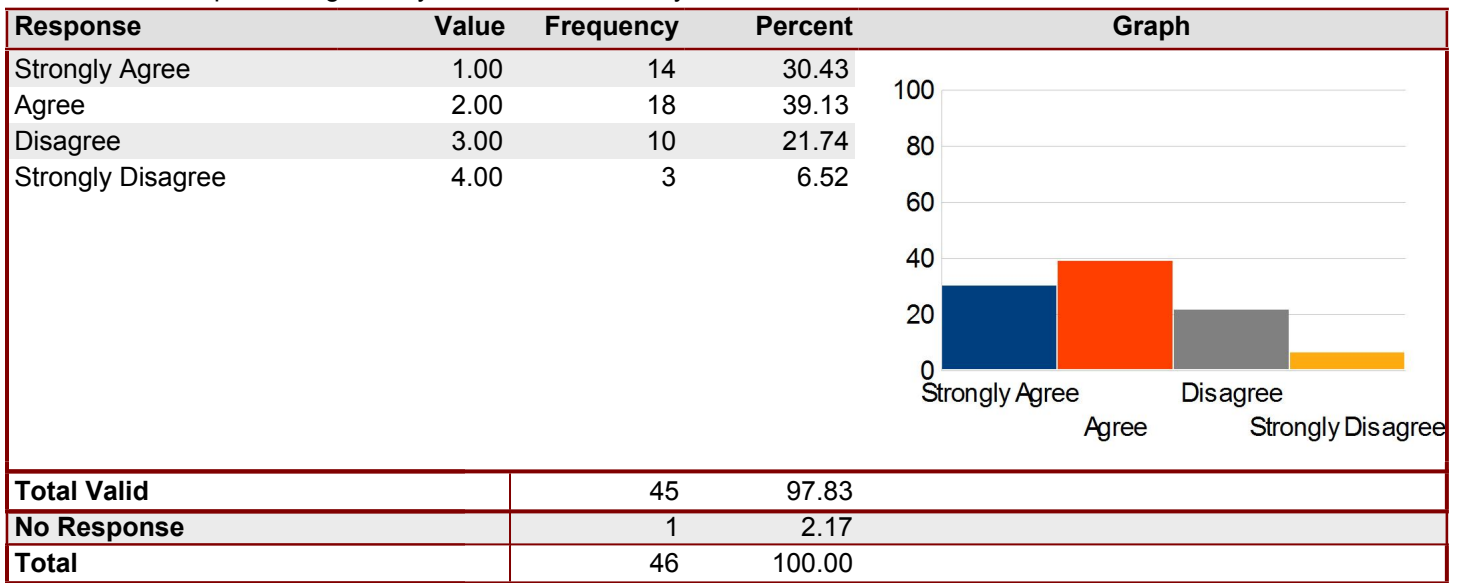 Response Value Frequency Percent Graph
Strongly Agree 1.00 14 30.43
Agree 2.00 18 39.13
Disagree 3.00 10 21.74
Strongly Disagree 4.00 3 6.52
100
80
60
40
20
0
Strongly Agree Disagree
Agree Strongly Disagree
Total Valid 45 97.83
No Response 1 2.17
Total 46 100.00